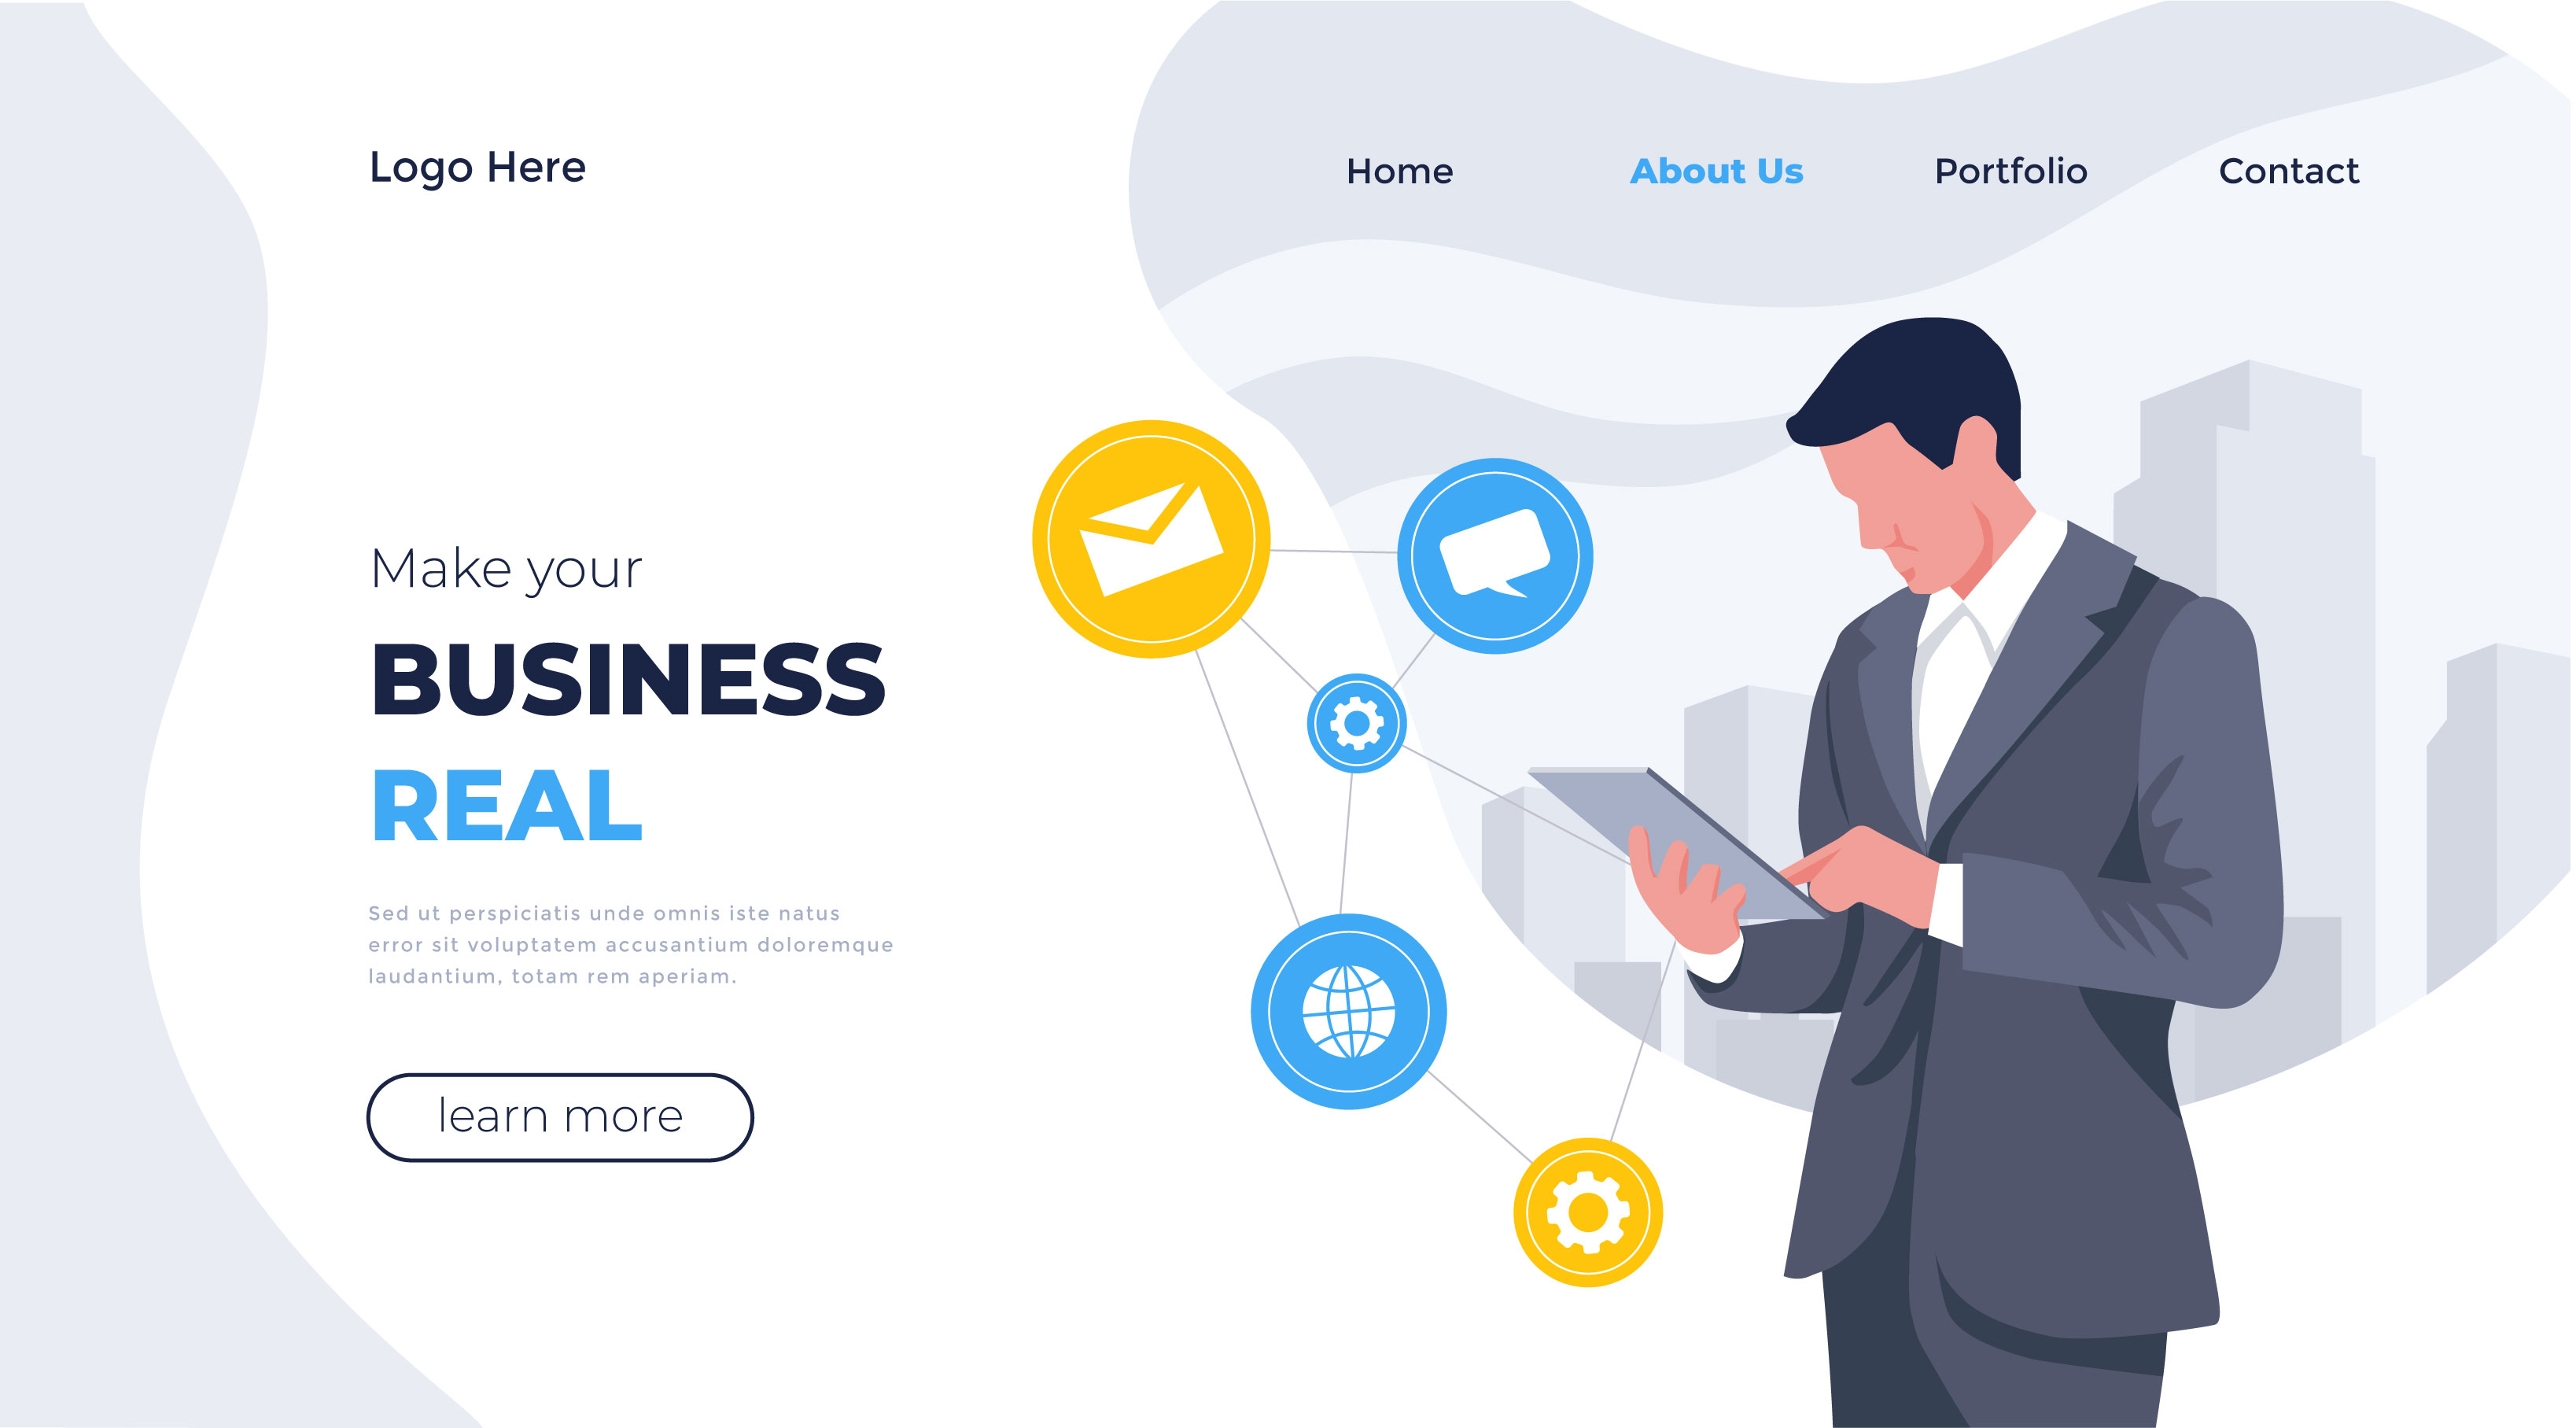 Logo Here
Home
About Us
Portfolio
Contact
Make your
BUSINESS
REAL
Sed ut perspiciatis unde omnis iste natus
error sit voluptatem accusantium doloremque
laudantium, totam rem aperiam.
learn more